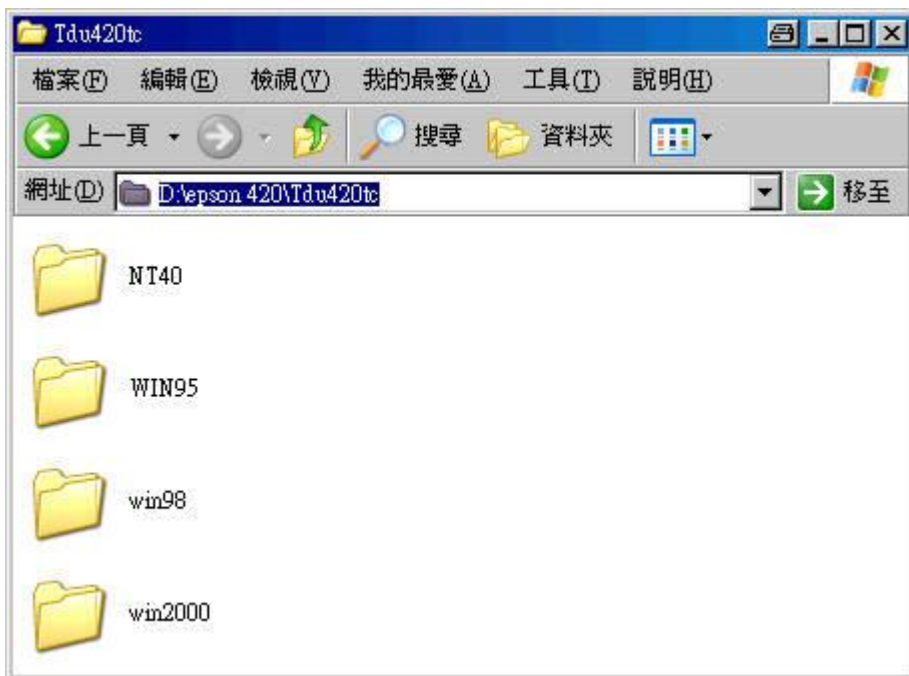 Tdu420tc
檔案(F) 編輯(E) 檢視(V) 我的最愛(A) 工具(T) 説明(H)
上一頁 搜尋 資料夾
網址(D) D:\epson 420\Tdu420tc 移至
NT40
WIN95
win98
win2000